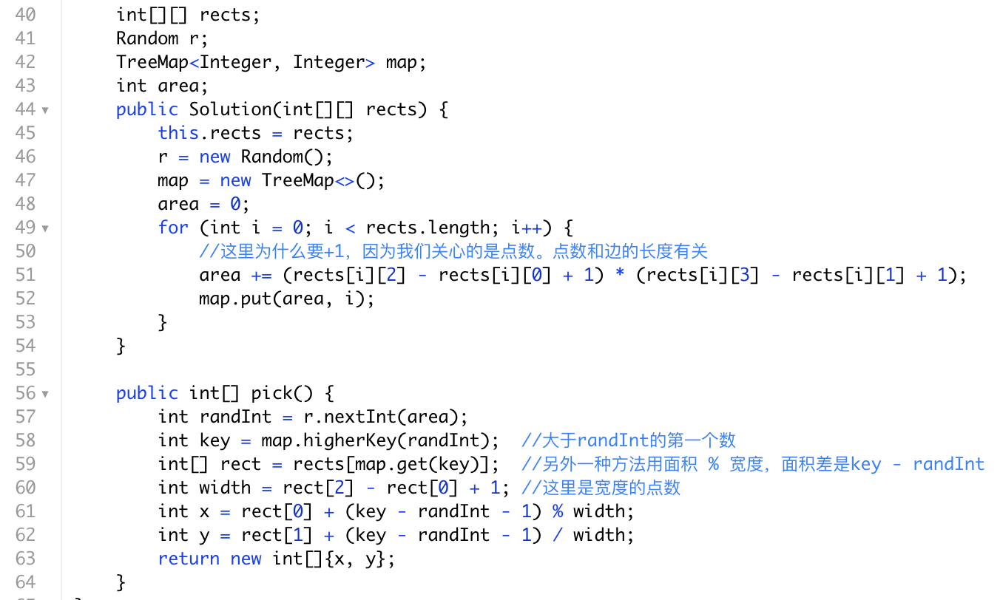 40 int[][] rects;
41 Random r;
42 TreeMap<Integer, Integer> map;
43 int area;
44 public Solution(int[][] rects) {
45 this.rects = rects;
46 r = new Random();
47 map = new TreeMap<>();
48 area = 0;
49 for (int i = 0; i < rects.length; i++) {
50 //这里为什么要+1，因为我们关心的是点数。点数和边的长度有关
51 area += (rects[i][2] - rects[i][0] + 1) * (rects[i][3] - rects[i][1] + 1);
52 map.put(area, i);
53 }
54 }
55
56 public int[] pick() {
57 int randInt = r.nextInt(area);
58 int key = map.higherKey(randInt); //大于randInt的第一个数
59 int[] rect = rects[map.get(key)]; //另外一种方法用面积 % 宽度，面积差是key - randInt
60 int width = rect[2] - rect[0] + 1; //这里是宽度的点数
61 int x = rect[0] + (key - randInt - 1) % width;
62 int y = rect[1] + (key - randInt - 1) / width;
63 return new int[]{x, y};
64 }